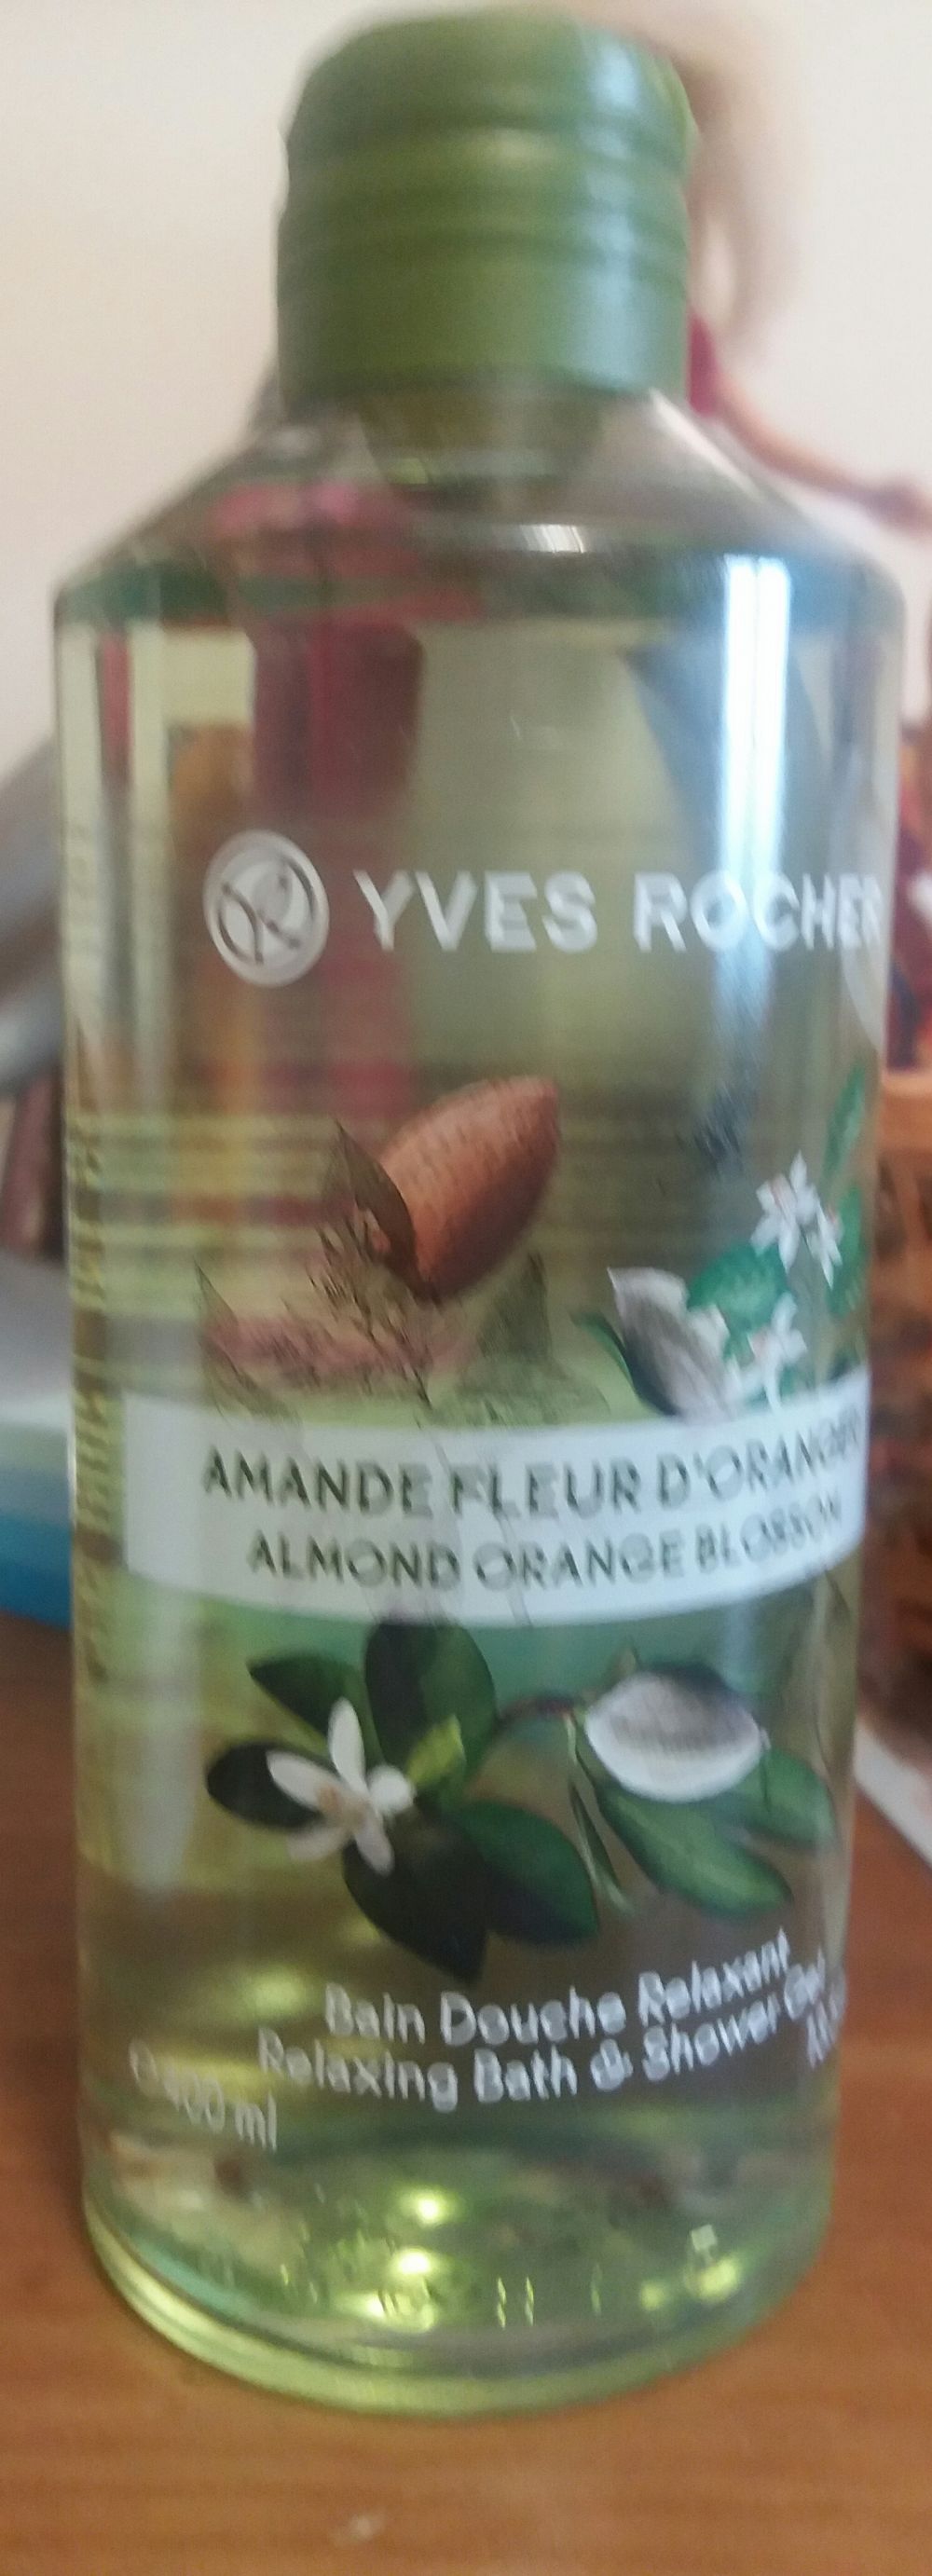 YVES ROCHER
AMANDE FLEUR D'ORANGER
ALMOND ORANGE BLOSSOM
Bain Douche Relaxant
Relaxing Bath & Shower Gel
400 ml